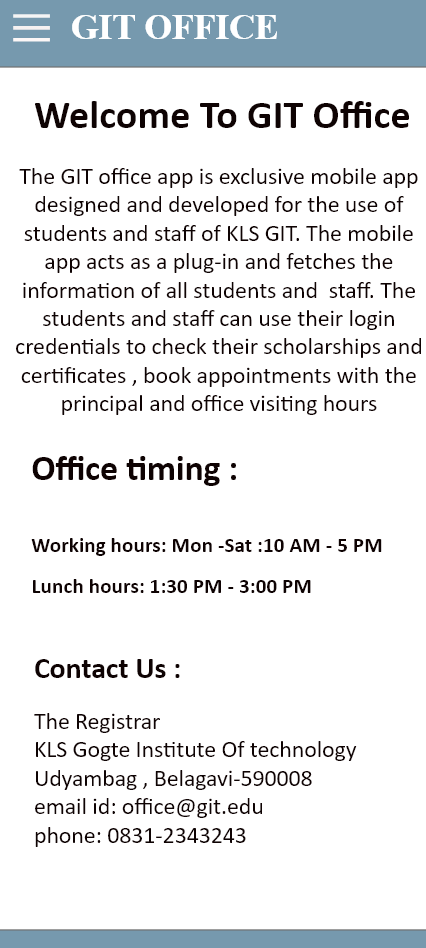 GIT OFFICE
Welcome To GIT Office
The GIT office app is exclusive mobile app
designed and developed for the use of
students and staff of KLS GIT. The mobile
app acts as a plug-in and fetches the
information of all students and  staff. The
students and staff can use their login
credentials to check their scholarships and
certificates , book appointments with the
principal and office visiting hours
Office timing :
Working hours: Mon -Sat :10 AM - 5 PM
Lunch hours: 1:30 PM - 3:00 PM
Contact Us :
The Registrar
KLS Gogte Institute Of technology
Udyambag , Belagavi-590008
email id: office@git.edu
phone: 0831-2343243